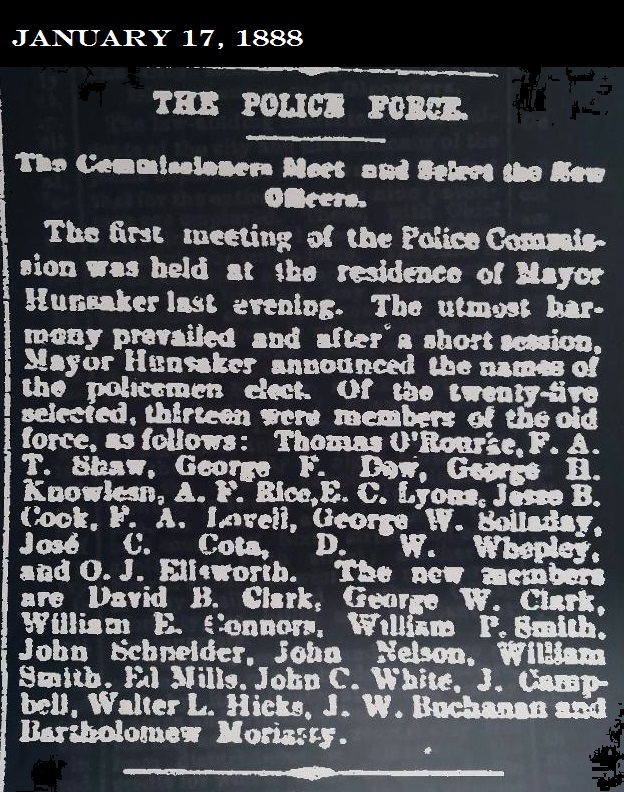 JANUARY 17, 1888
THE POLICE FORCE.
The Commissioners Meet and Select the New
Officers.
The first meeting of the Police Commis-
sion was held at the residence of Mayor
Hunsaker last evening. The utmost har-
mony prevailed and after a short session,
Mayor Hunsaker announced the names of
the policemen elect. Of the twenty-five
selected, thirteen were members of the old
force, as follows: Thomas O'Rourke, F. A.
T. Shaw, George F. Dow, George H.
Knowlesn, A. F. Rice, E. C. Lyons, Jesse B.
Cook, F. A. Lovell, George W. Solladay,
José C. Cota, D. W. Whepley,
and O. J. Ellsworth. The new members
are David B. Clark, George W. Clark,
William E. Connors, William P. Smith,
John Schneider, John Nelson, William
Smith, Ed Mills, John C. White, J. Camp-
bell, Walter L. Hicks, J. W. Buchanan and
Bartholomew Moriarty.